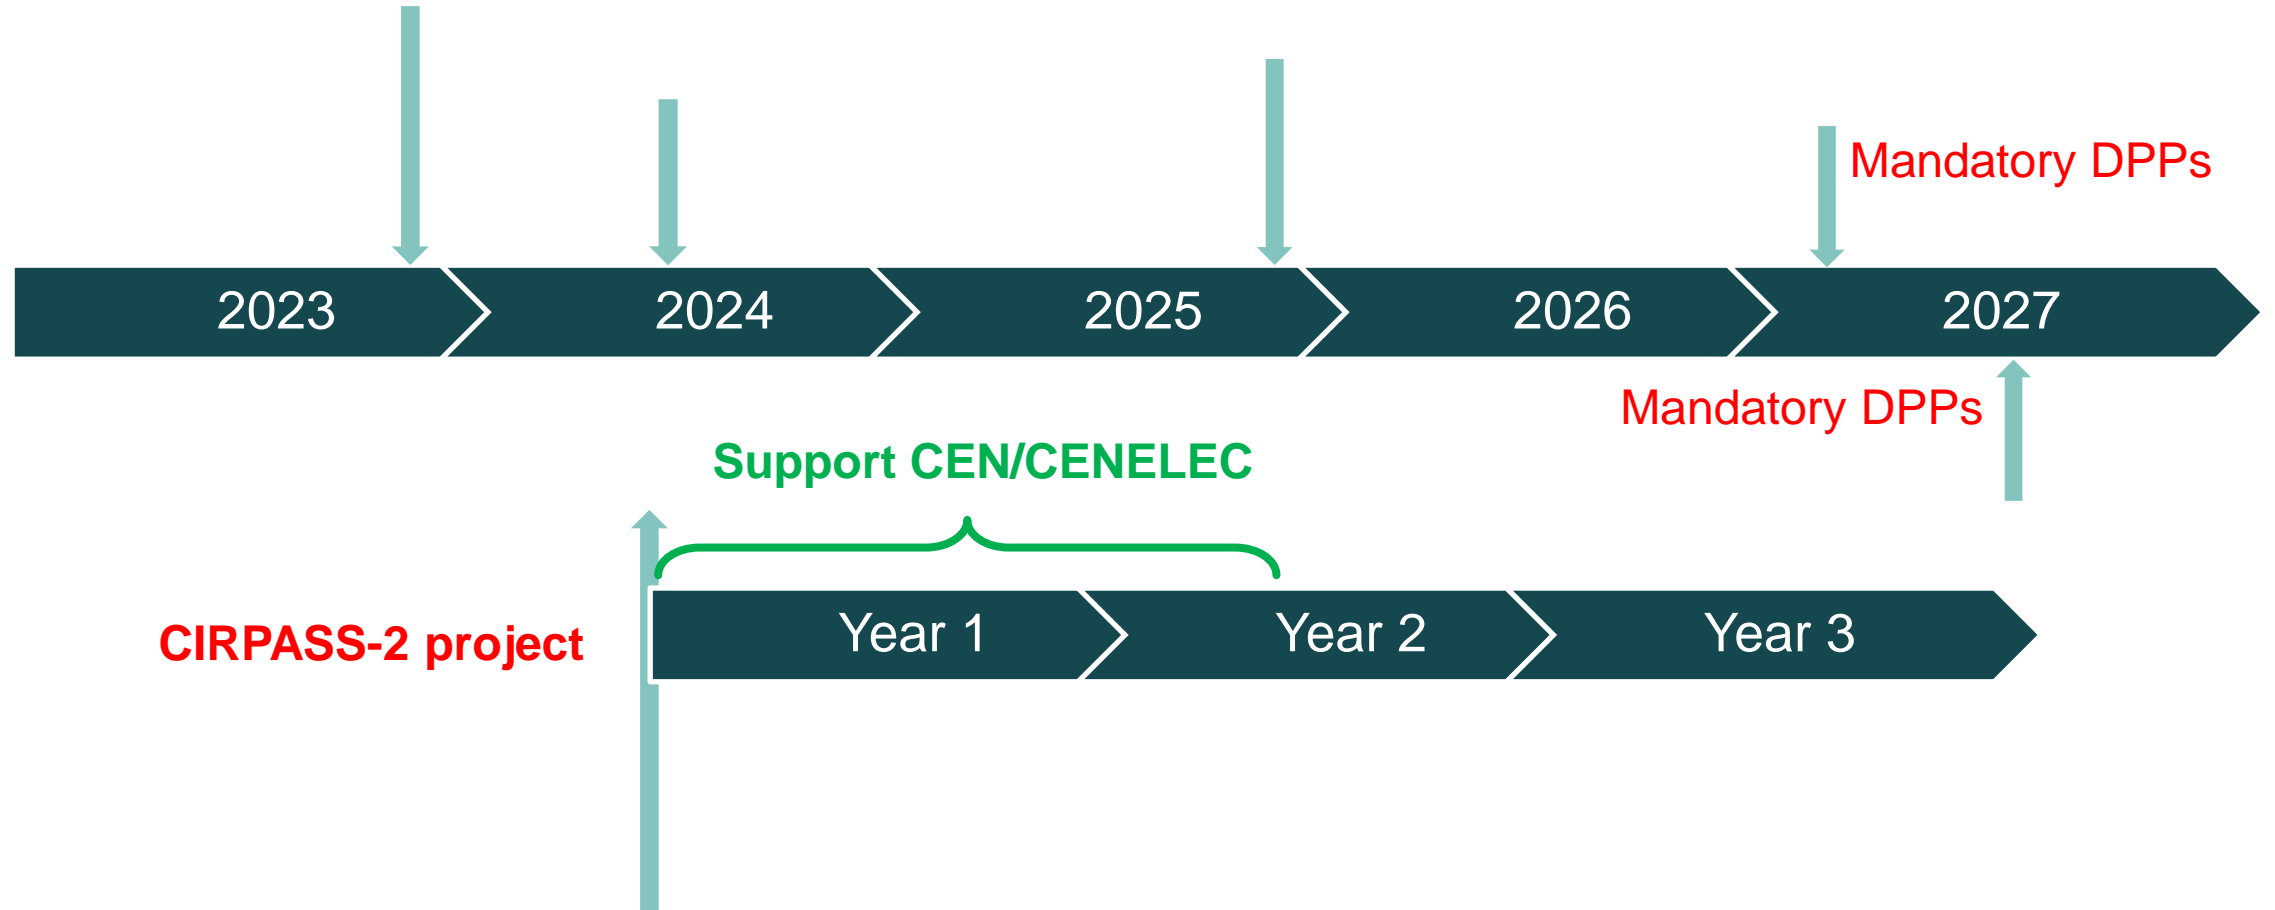 Mandatory DPPs
2023
2024
2025
2026
2027
Mandatory DPPs
Support CEN/CENELEC
Year 1
Year 2
Year 3
CIRPASS-2 project